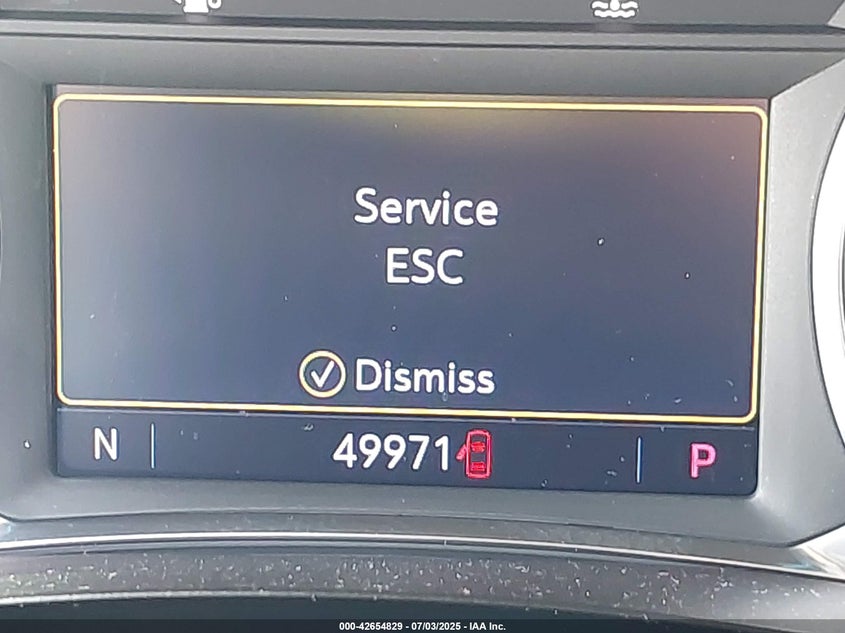 Service
ESC
Dismiss
N 49971 P
000-42654829 - 07/03/2025 - IAA Inc.